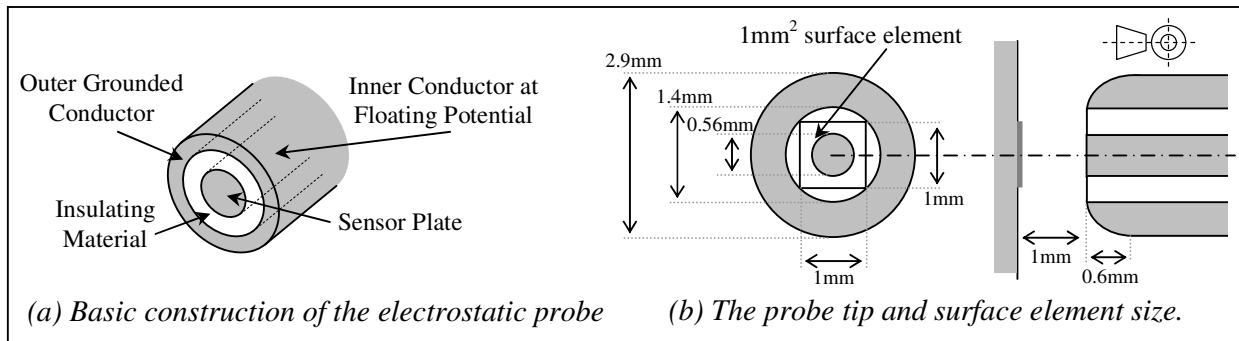 Outer Grounded
Conductor
Inner Conductor at
Floating Potential
Insulating
Material
Sensor Plate
(a) Basic construction of the electrostatic probe
1mm² surface element
2.9mm
1.4mm
0.56mm
1mm
1mm
1mm
0.6mm
(b) The probe tip and surface element size.